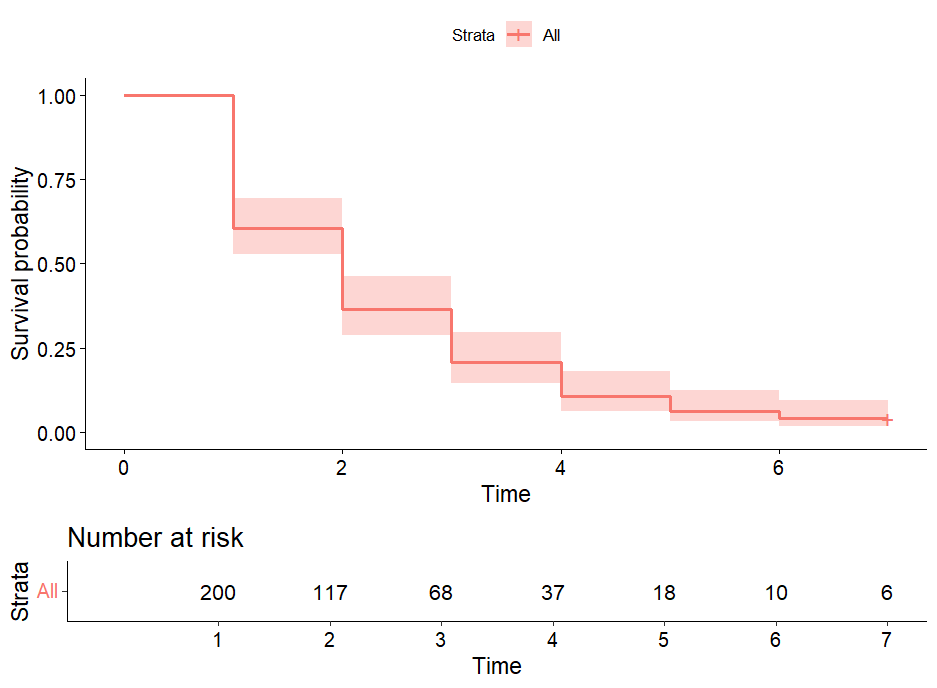 Strata All
1.00
0.75
0.50
0.25
0.00
Survival probability
0 2 4 6
Time
Number at risk
Strata
All 200 117 68 37 18 10 6
1 2 3 4 5 6 7
Time